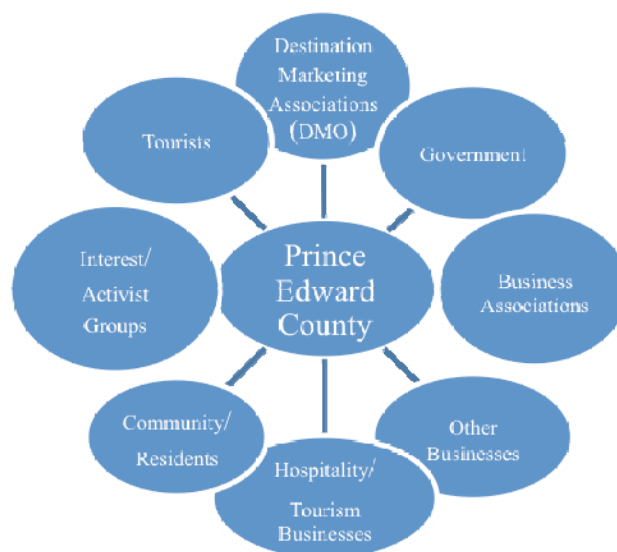 Destination
Marketing
Associations
(DMO)
Tourists
Government
Prince
Edward
County
Interest/
Activist
Groups
Business
Associations
Community/
Residents
Other
Businesses
Hospitality/
Tourism
Businesses